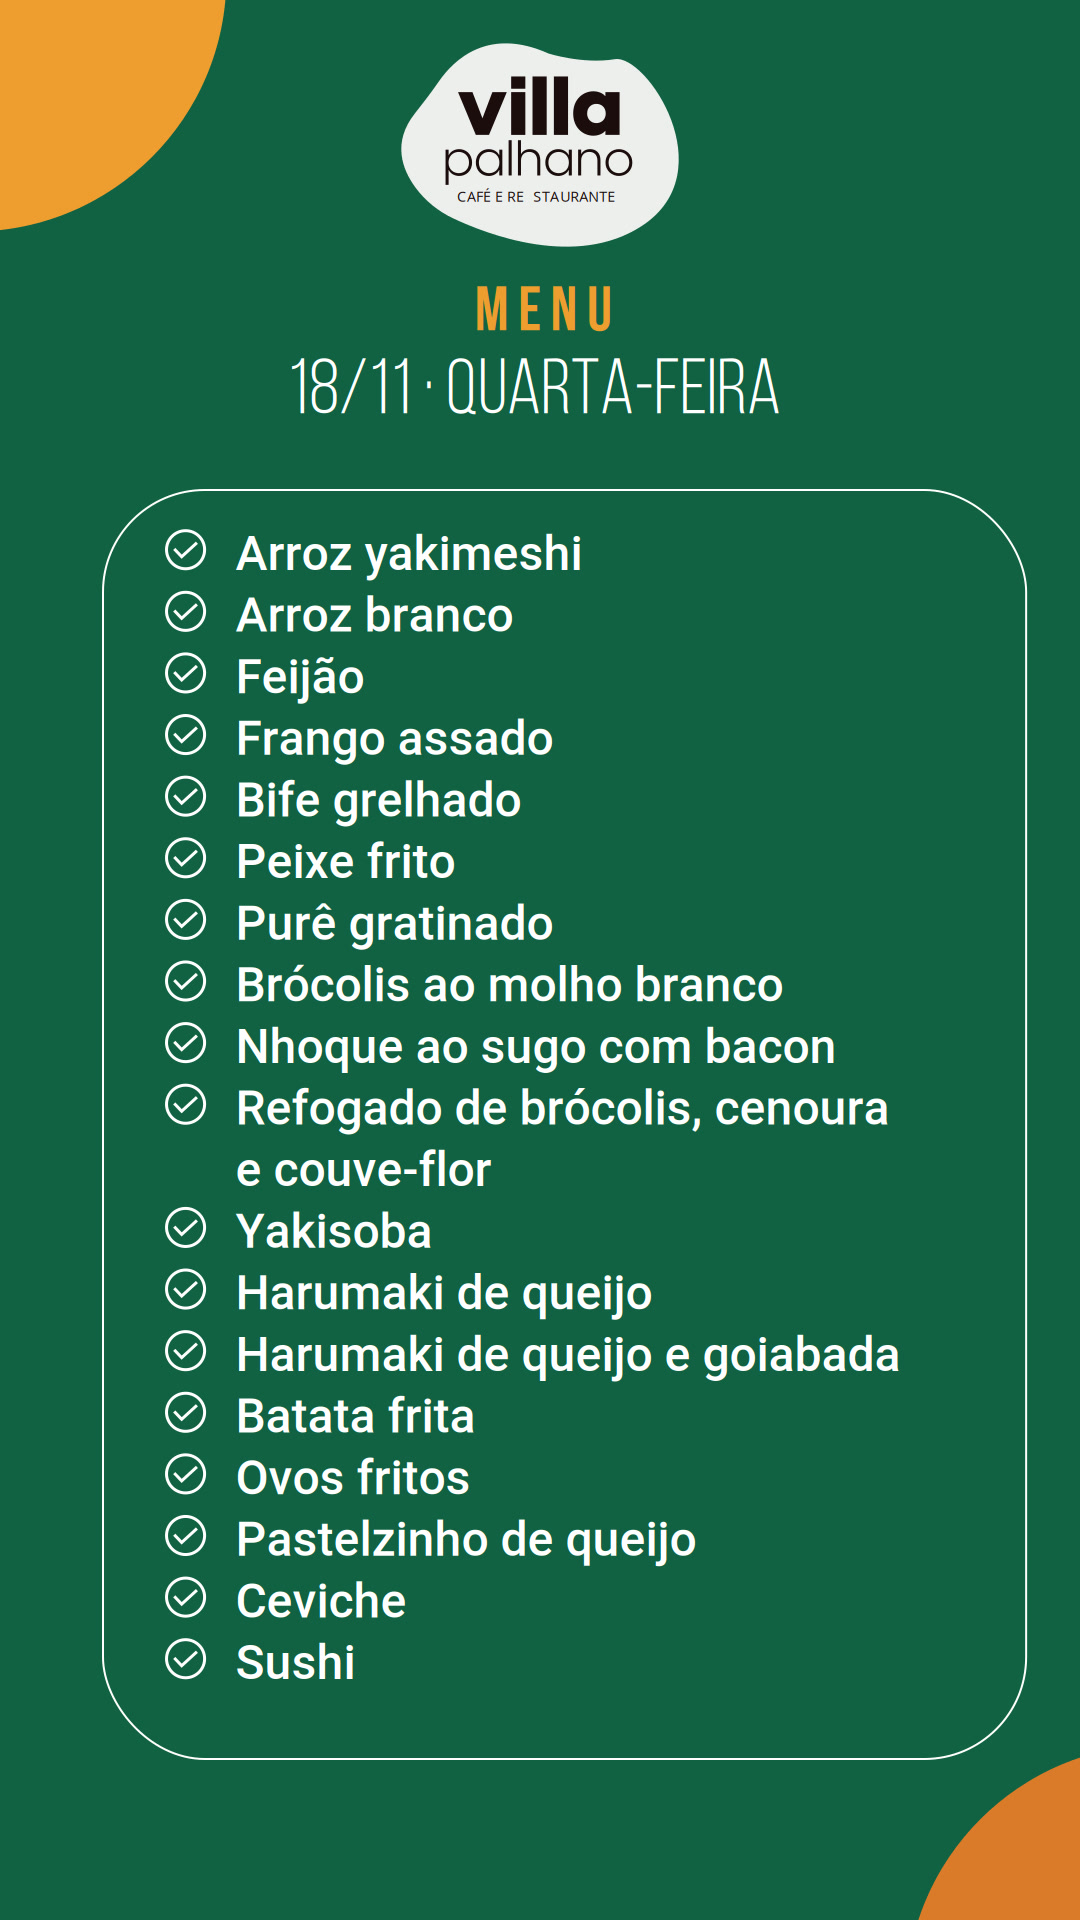 villa
palhano
CAFÉ E RE STAURANTE
MENU
18/11 · QUARTA-FEIRA
Arroz yakimeshi
Arroz branco
Feijão
Frango assado
Bife grelhado
Peixe frito
Purê gratinado
Brócolis ao molho branco
Nhoque ao sugo com bacon
Refogado de brócolis, cenoura
e couve-flor
Yakisoba
Harumaki de queijo
Harumaki de queijo e goiabada
Batata frita
Ovos fritos
Pastelzinho de queijo
Ceviche
Sushi